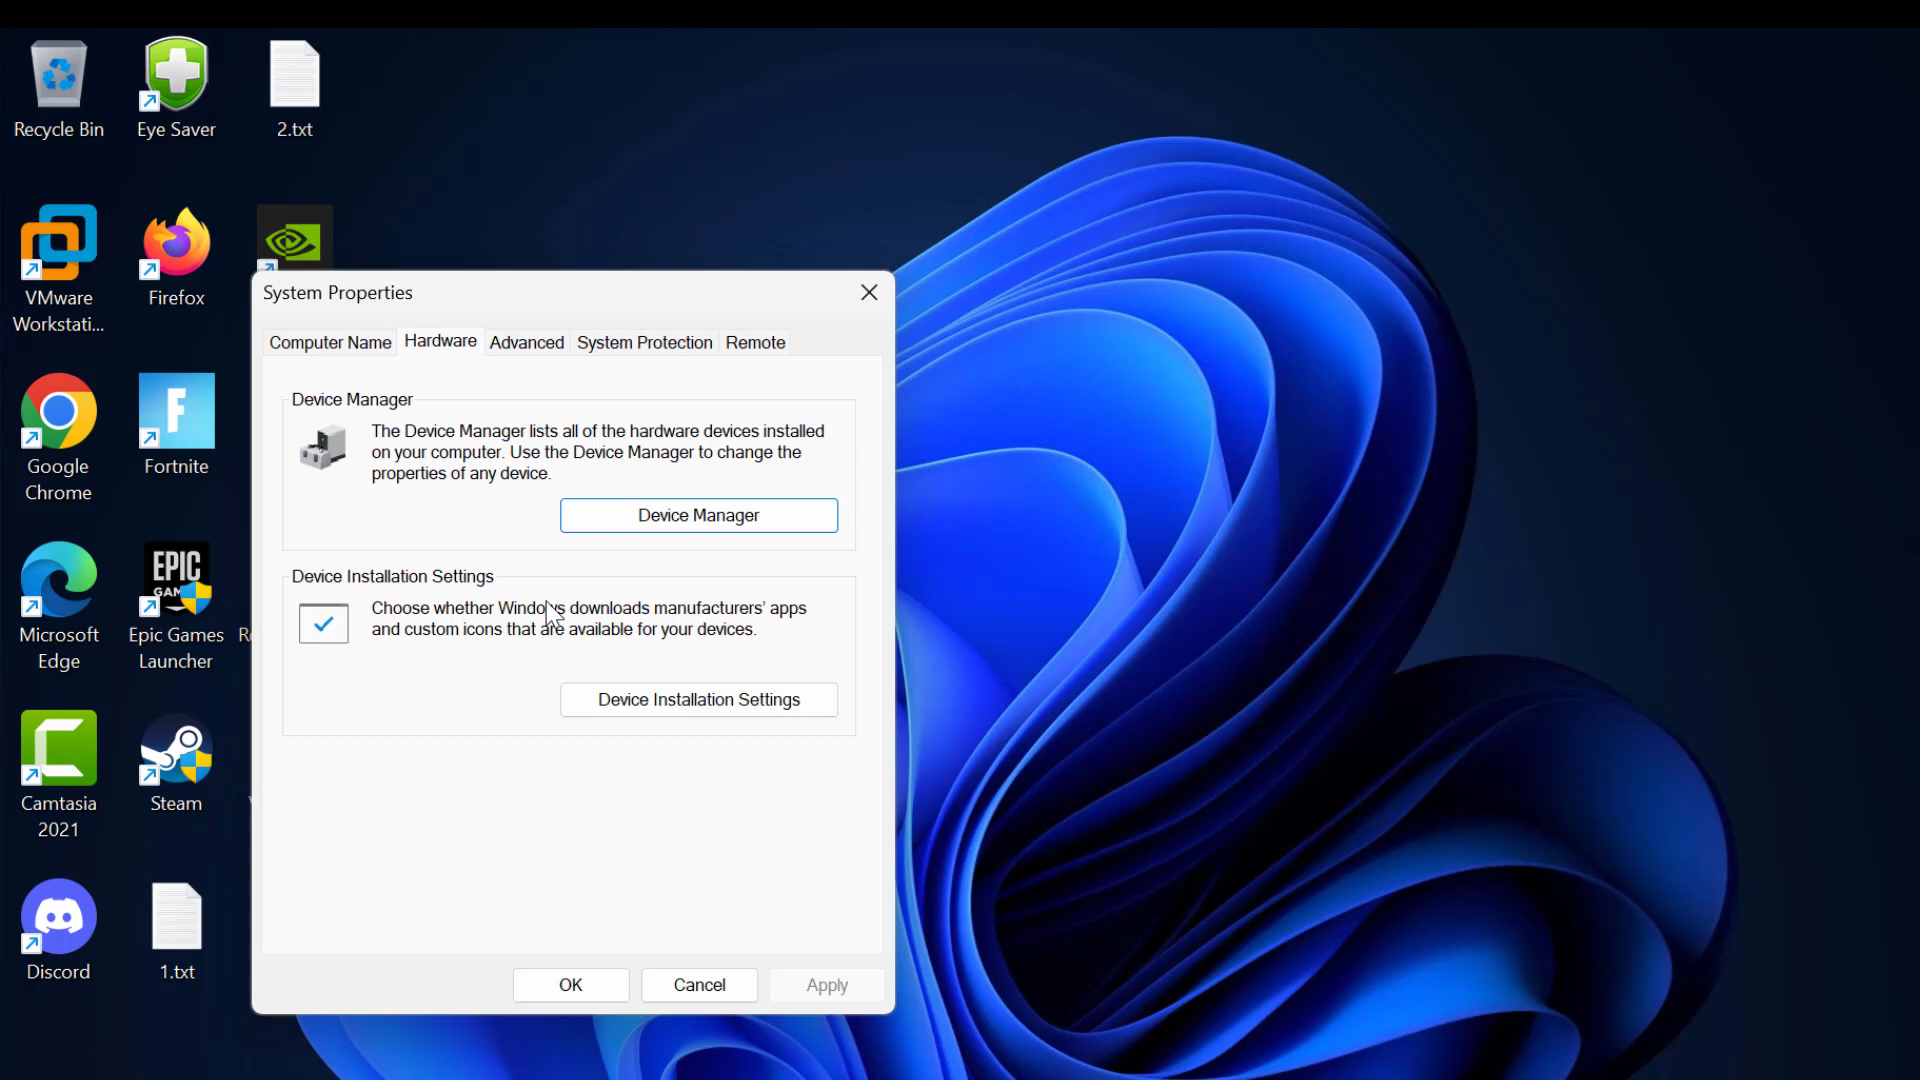 Recycle Bin
Eye Saver
2.txt
VMware
Workstati...
Firefox
Google
Chrome
Fortnite
Microsoft
Edge
EPIC
Epic Games
Launcher
Camtasia
2021
Steam
Discord
1.txt
System Properties
Computer Name
Hardware
Advanced
System Protection
Remote
Device Manager
The Device Manager lists all of the hardware devices installed
on your computer. Use the Device Manager to change the
properties of any device.
Device Manager
Device Installation Settings
Choose whether Windows downloads manufacturers' apps
and custom icons that are available for your devices.
Device Installation Settings
OK
Cancel
Apply